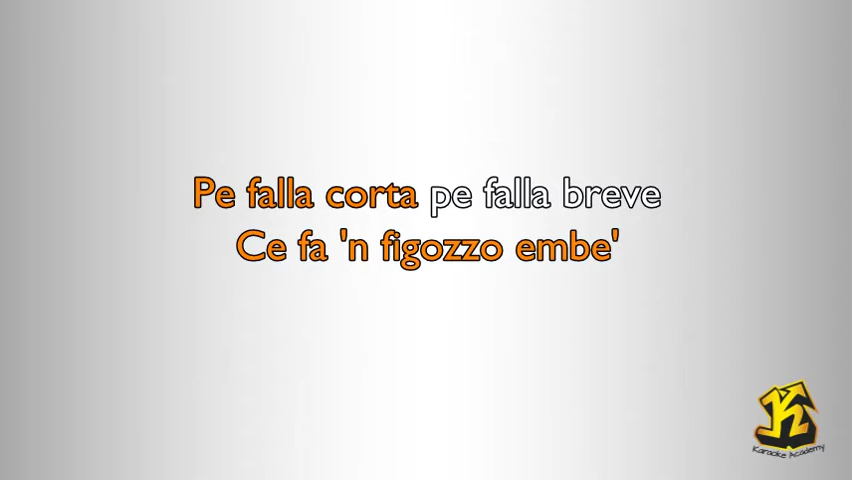 Pe falla corta pe falla breve
Ce fa 'n figozzo embe'
Karaoke Academy